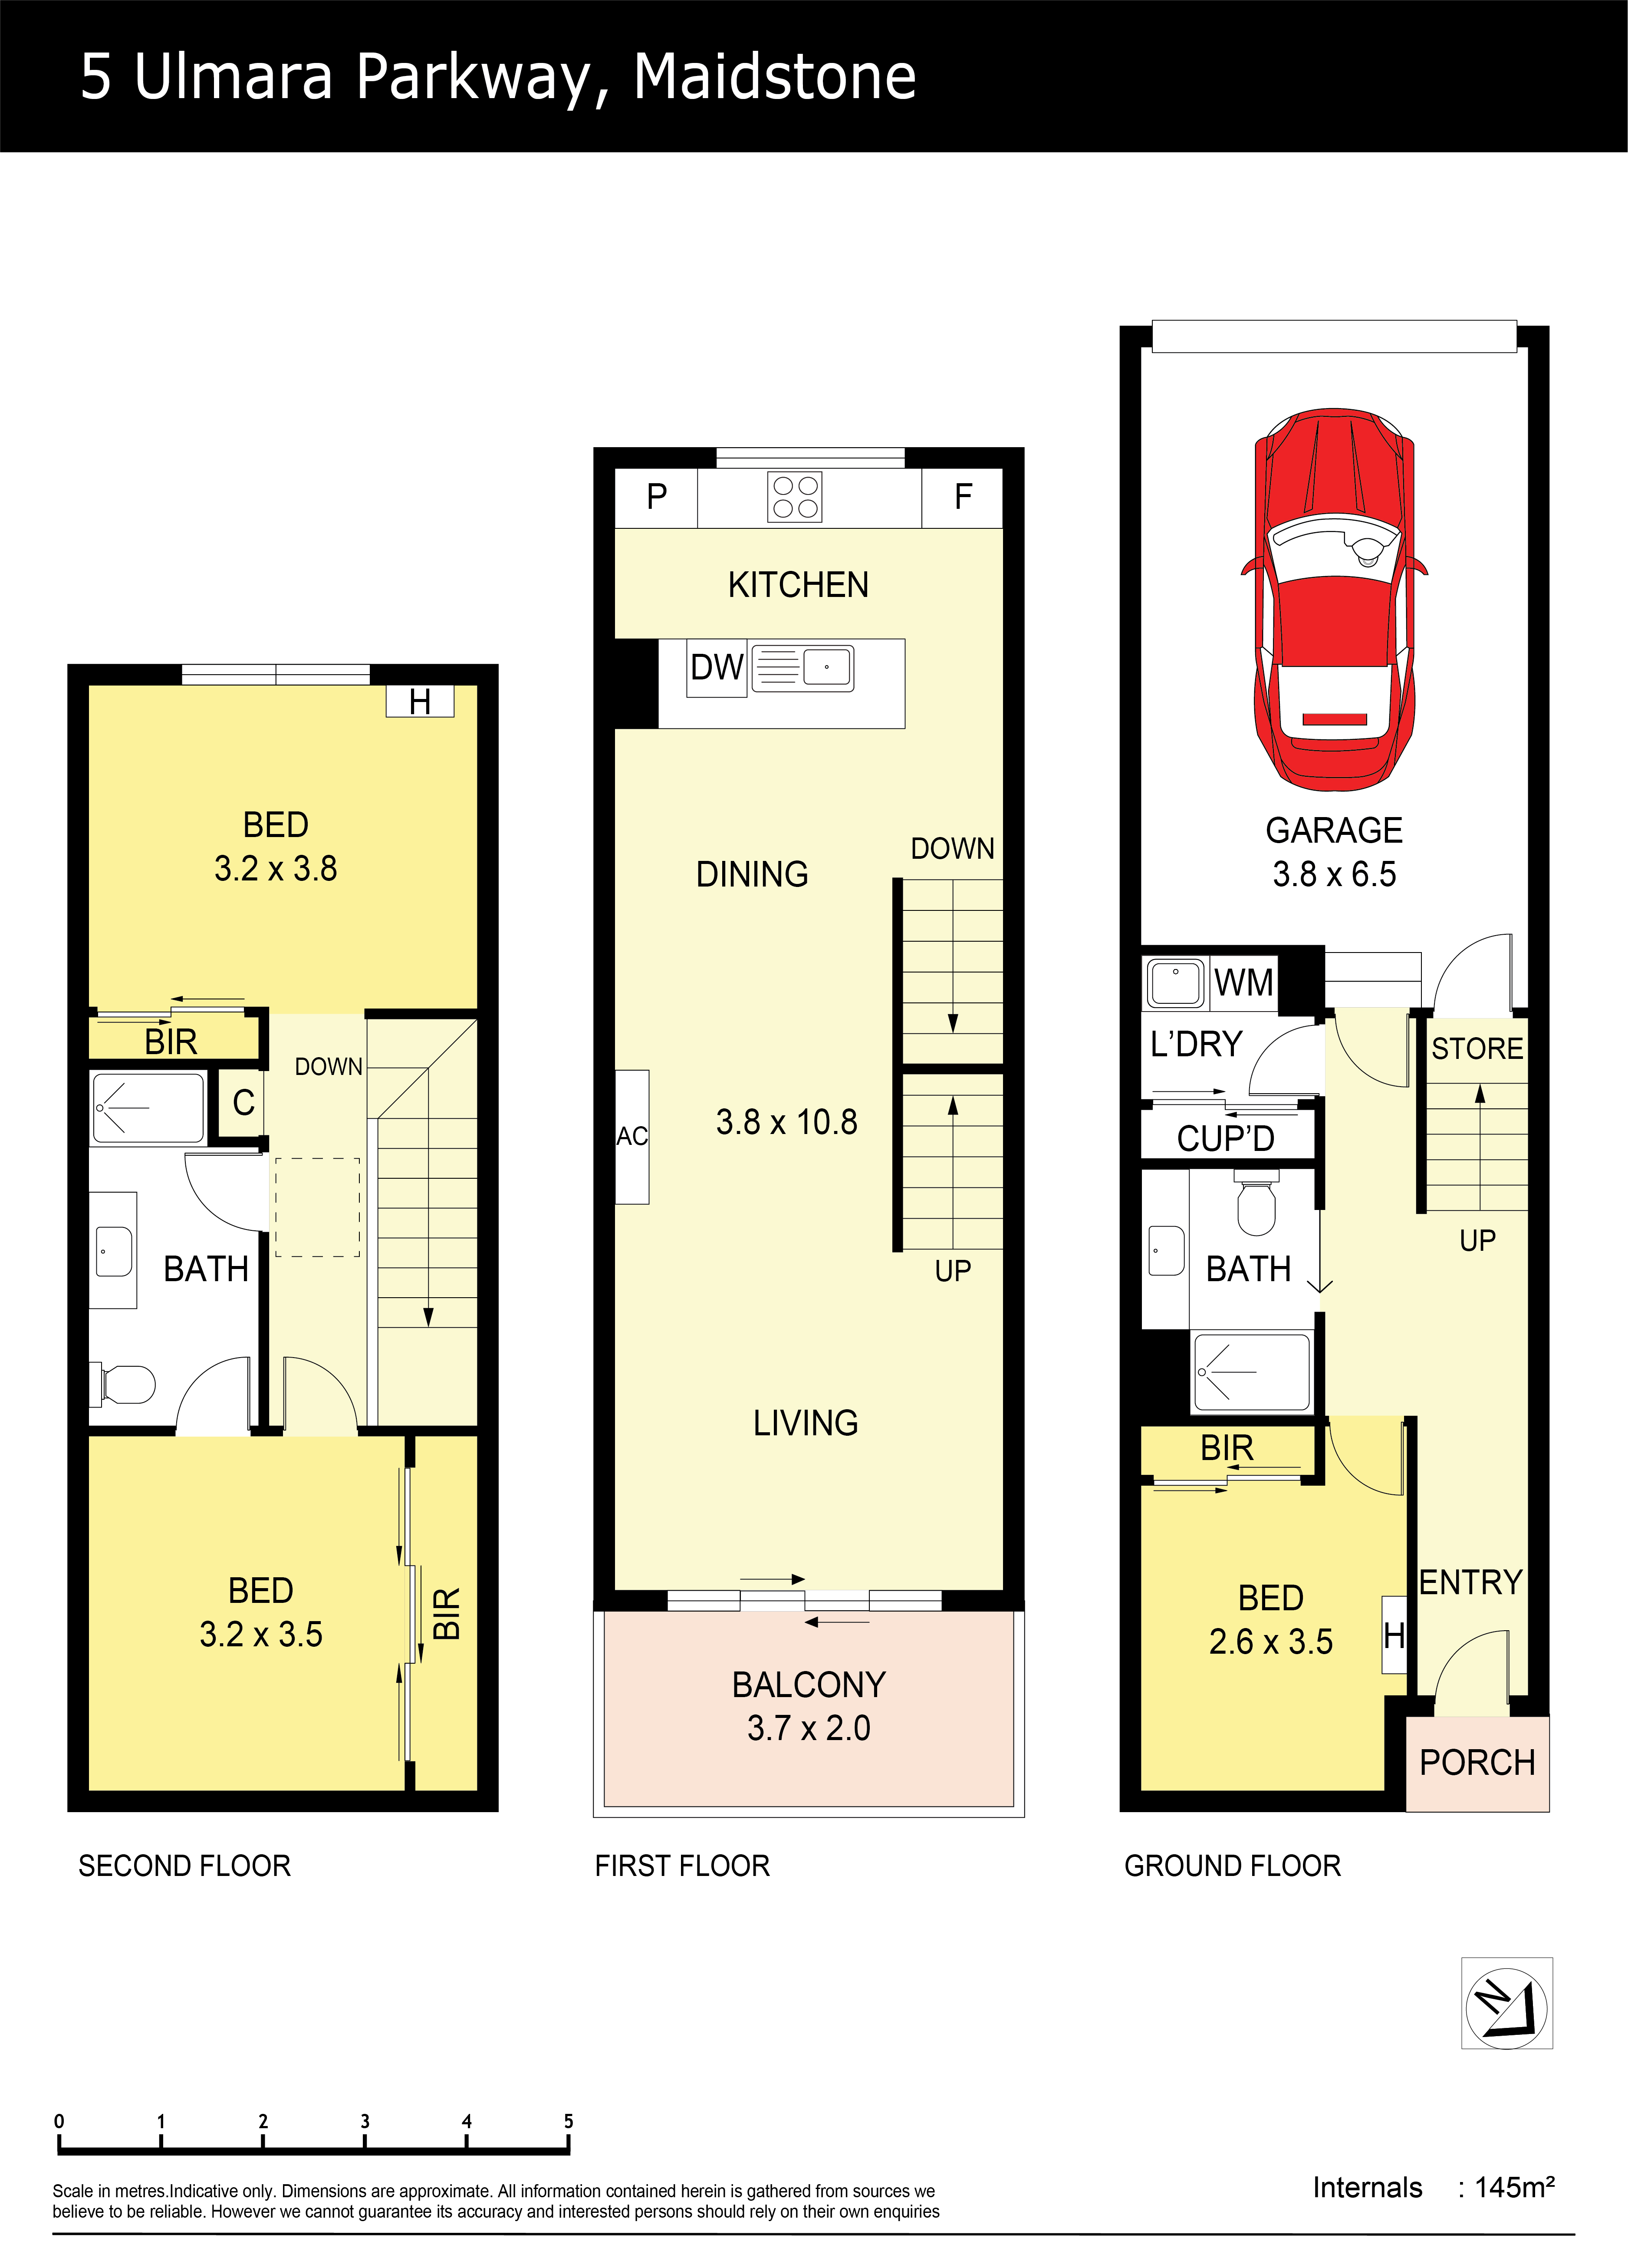 5 Ulmara Parkway, Maidstone
H
BED
3.2 x 3.8
BIR
DOWN
C
BATH
BED
3.2 x 3.5
BIR
SECOND FLOOR
P
F
KITCHEN
DW
DINING
DOWN
3.8 x 10.8
AC
UP
LIVING
BALCONY
3.7 x 2.0
FIRST FLOOR
GARAGE
3.8 x 6.5
WM
L'DRY
STORE
CUP'D
BATH
UP
BIR
BED
2.6 x 3.5
H
ENTRY
PORCH
GROUND FLOOR
N
0 1 2 3 4 5
Scale in metres.Indicative only. Dimensions are approximate. All information contained herein is gathered from sources we
believe to be reliable. However we cannot guarantee its accuracy and interested persons should rely on their own enquiries
Internals : 145m²